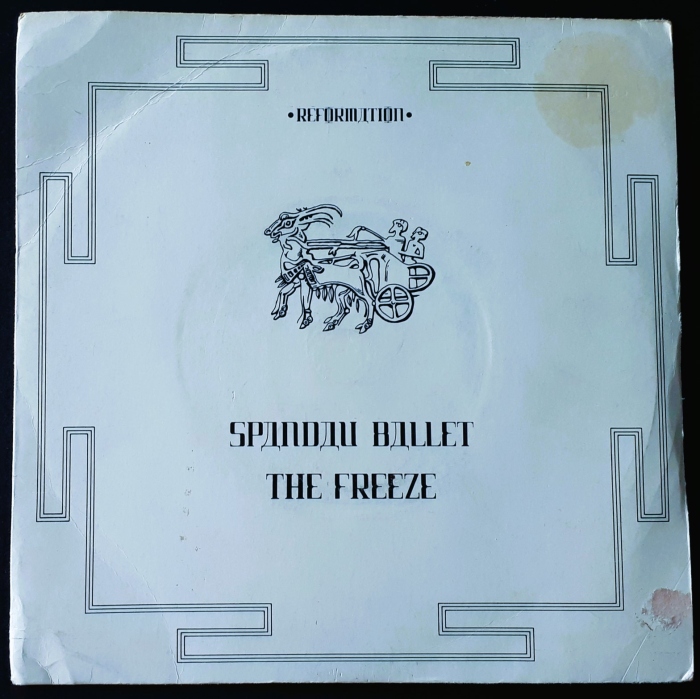 •REFORMATION•
SPANDAU BALLET
THE FREEZE